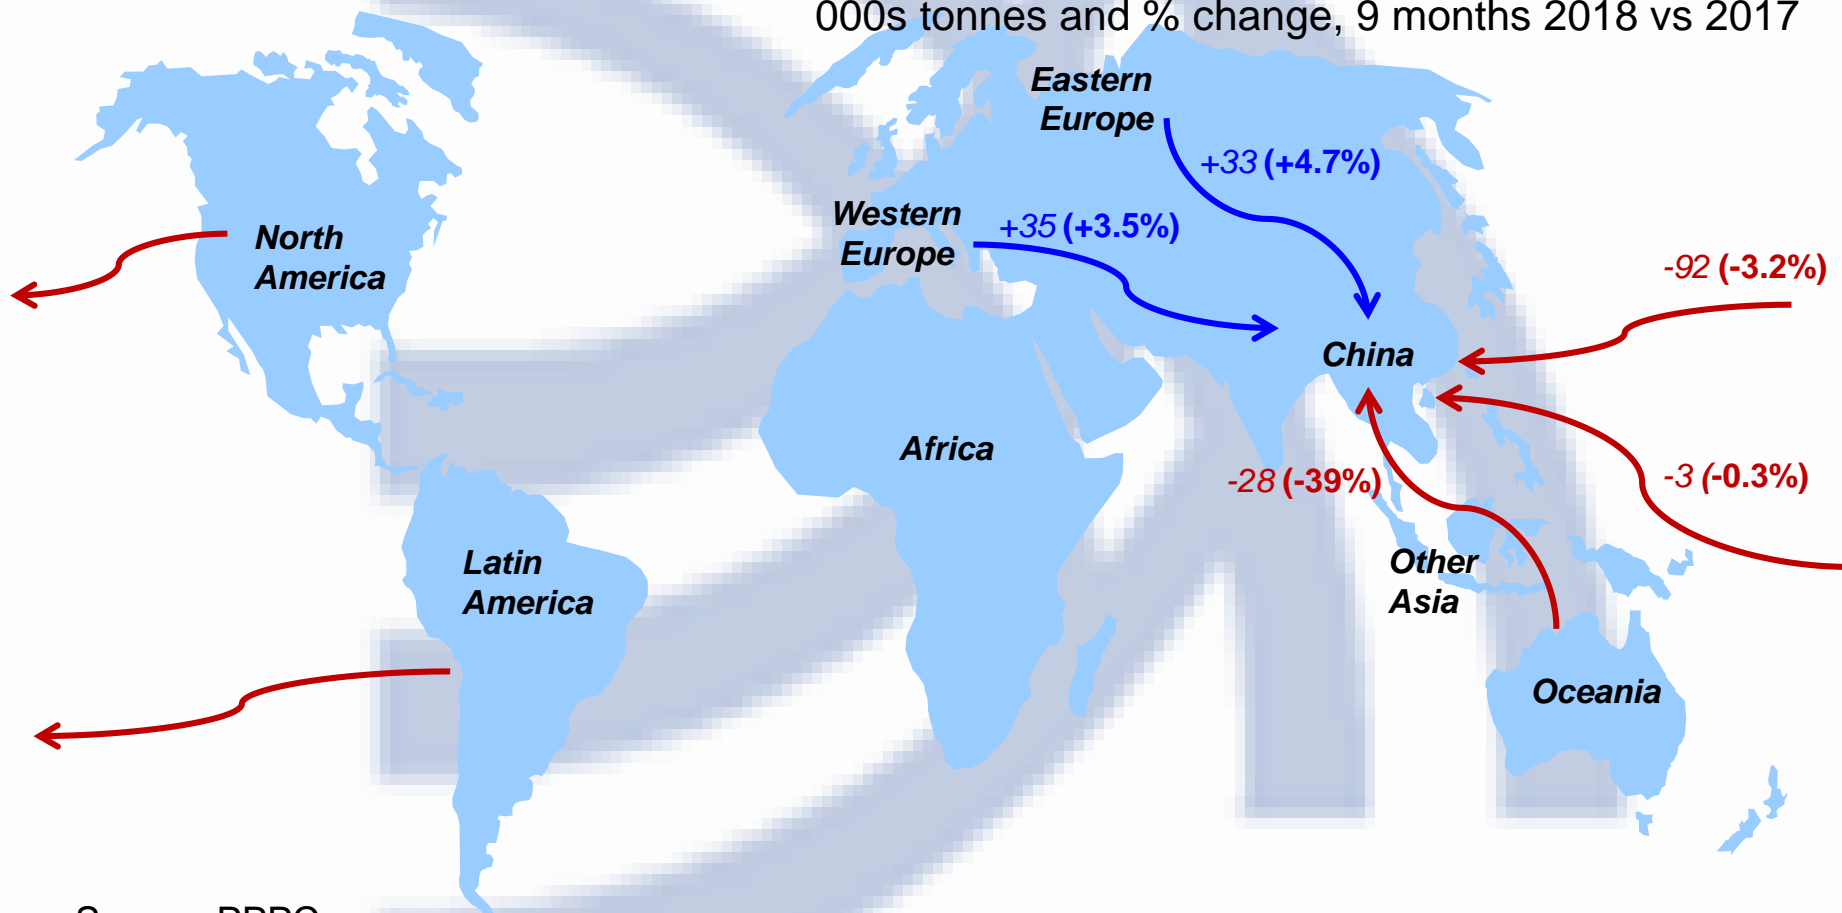 000s tonnes and % change, 9 months 2018 vs 2017
Eastern
Europe
+33 (+4.7%)
Western
Europe
+35 (+3.5%)
North
America
-92 (-3.2%)
China
Africa
-28 (-39%)
-3 (-0.3%)
Latin
America
Other
Asia
Oceania